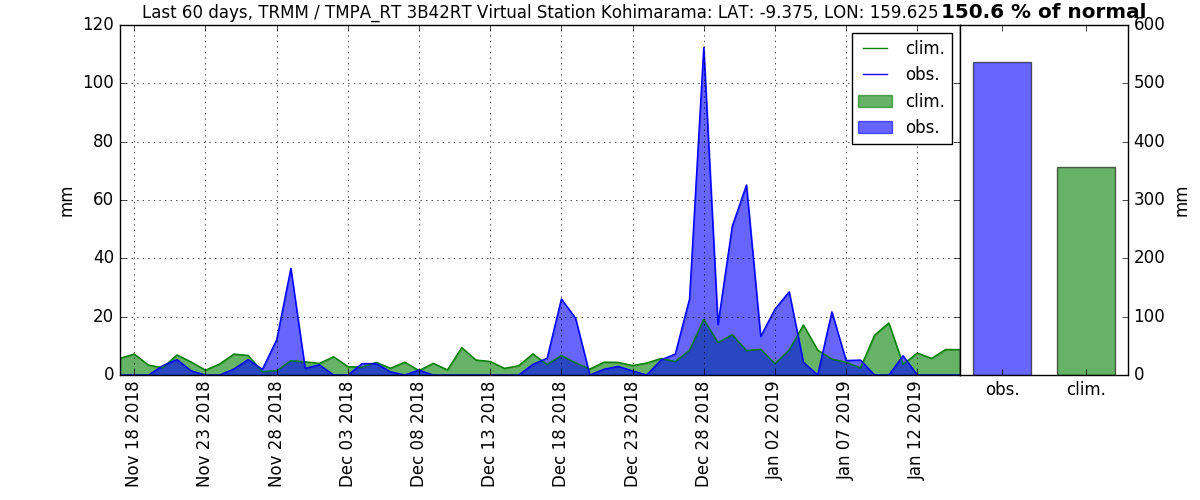 Last 60 days, TRMM / TMPA_RT 3B42RT Virtual Station Kohimarama: LAT: -9.375, LON: 159.625
150.6 % of normal
120
100
80
60
40
20
0
mm
clim.
obs.
clim.
obs.
Nov 18 2018
Nov 23 2018
Nov 28 2018
Dec 03 2018
Dec 08 2018
Dec 13 2018
Dec 18 2018
Dec 23 2018
Dec 28 2018
Jan 02 2019
Jan 07 2019
Jan 12 2019
600
500
400
300
200
100
0
mm
obs.
clim.